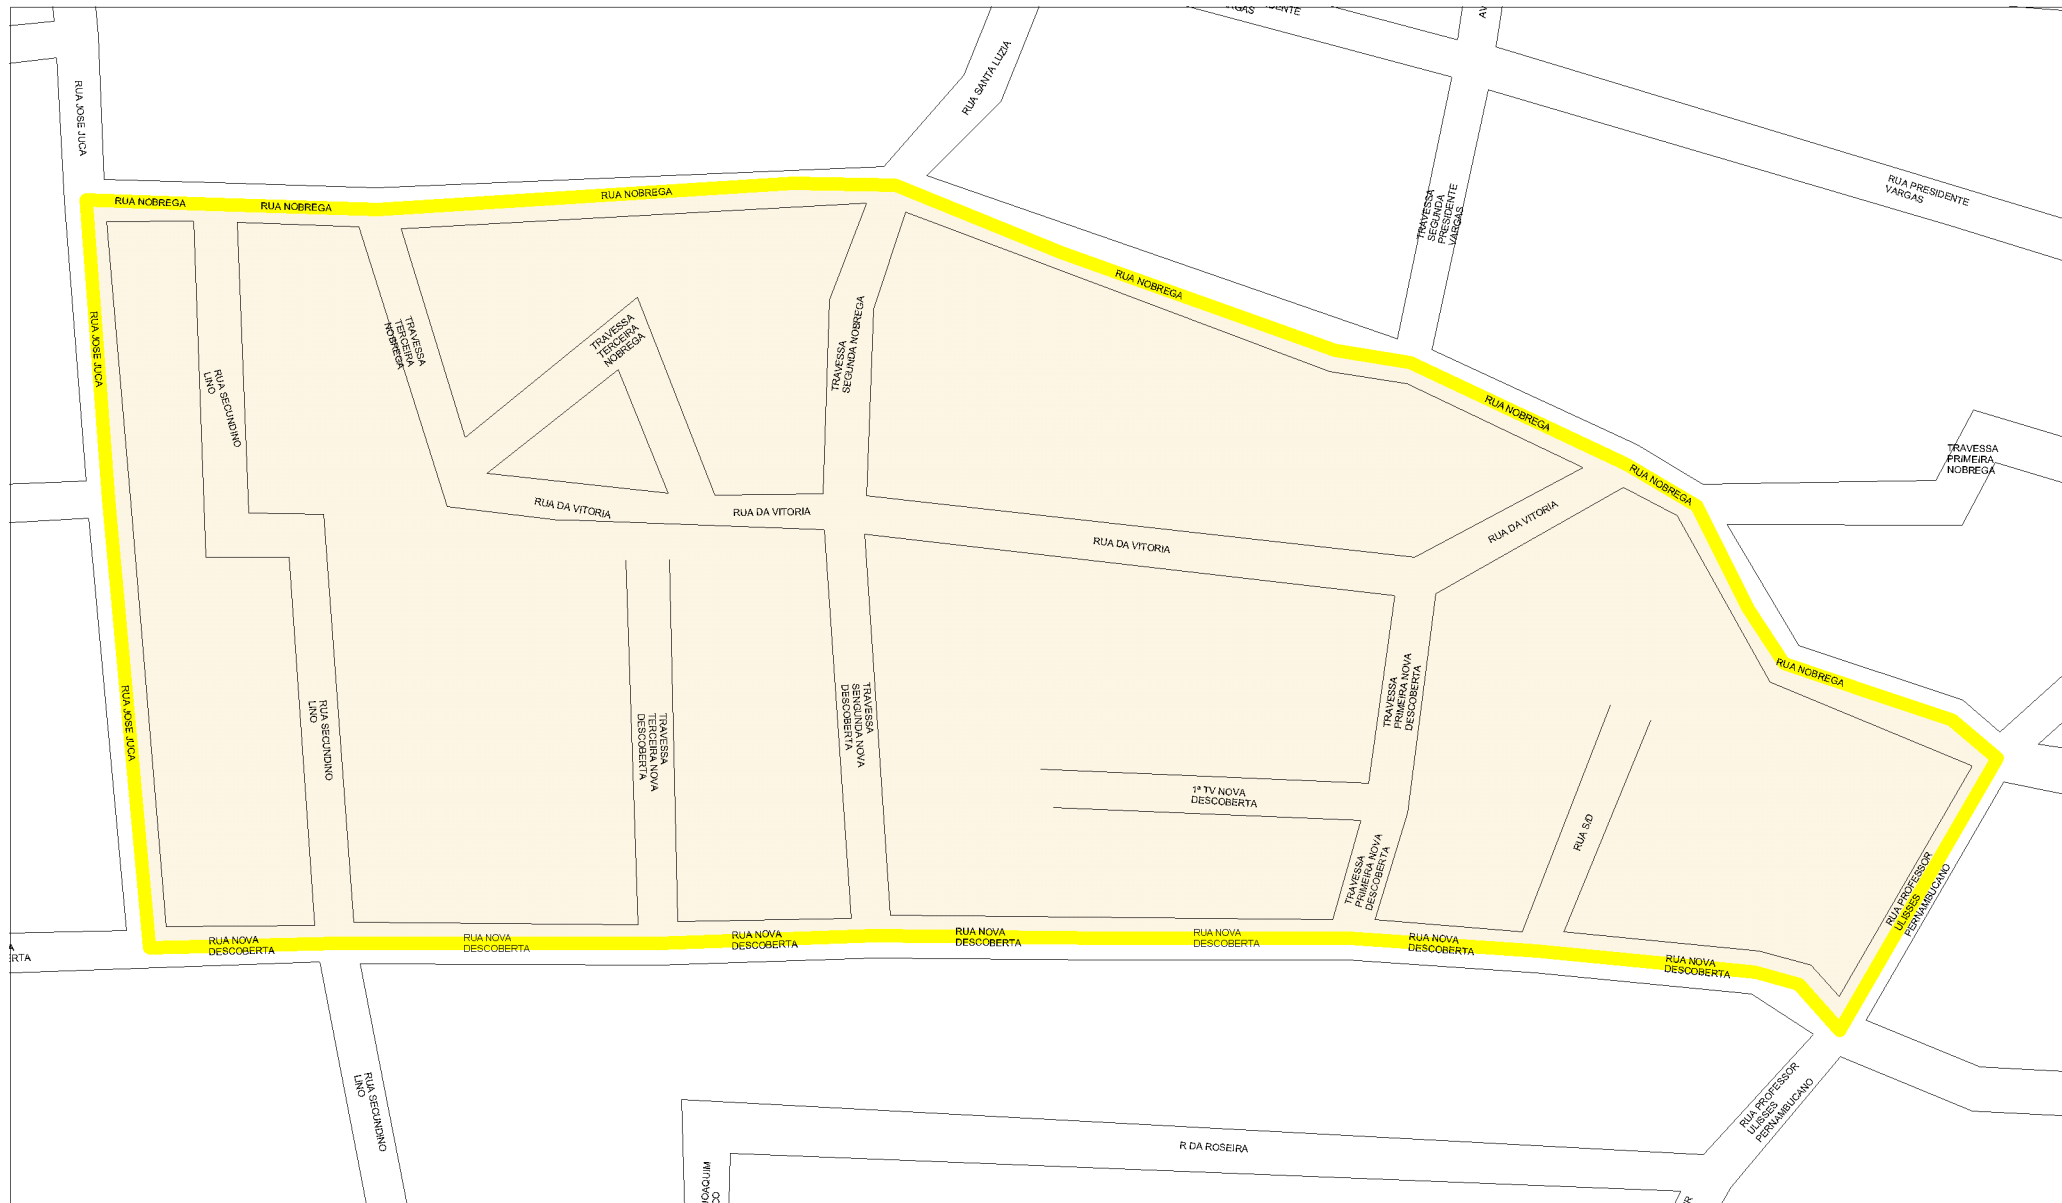 RUA JOSE JUCA
RUA SANTA LUZIA
RUA PRESIDENTE
VARGAS
TRAVESSA
SEGUNDA
PRESIDENTE
VARGAS
RUA NOBREGA
RUA NOBREGA
RUA NOBREGA
RUA NOBREGA
RUA NOBREGA
RUA NOBREGA
RUA NOBREGA
TRAVESSA
PRIMEIRA
NOBREGA
RUA JOSE JUCA
RUA JOSE JUCA
RUA SECUNDINO
LINO
TRAVESSA
TERCEIRA
NOBREGA
TRAVESSA
TERCEIRA
NOBREGA
TRAVESSA
SEGUNDA NOBREGA
RUA DA VITORIA
RUA DA VITORIA
RUA DA VITORIA
RUA DA VITORIA
RUA SECUNDINO
LINO
TRAVESSA
TERCEIRA NOVA
DESCOBERTA
TRAVESSA
SENGUNDA NOVA
DESCOBERTA
TRAVESSA
PRIMEIRA NOVA
DESCOBERTA
1ª TV NOVA
DESCOBERTA
TRAVESSA
PRIMEIRA NOVA
DESCOBERTA
RUA S/D
RUA PROFESSOR
ULISSES
PERNAMBUCANO
RUA NOVA
DESCOBERTA
RUA NOVA
DESCOBERTA
RUA NOVA
DESCOBERTA
RUA NOVA
DESCOBERTA
RUA NOVA
DESCOBERTA
RUA NOVA
DESCOBERTA
RUA NOVA
DESCOBERTA
RUA SECUNDINO
LINO
RUA PROFESSOR
ULISSES
PERNAMBUCANO
R DA ROSEIRA